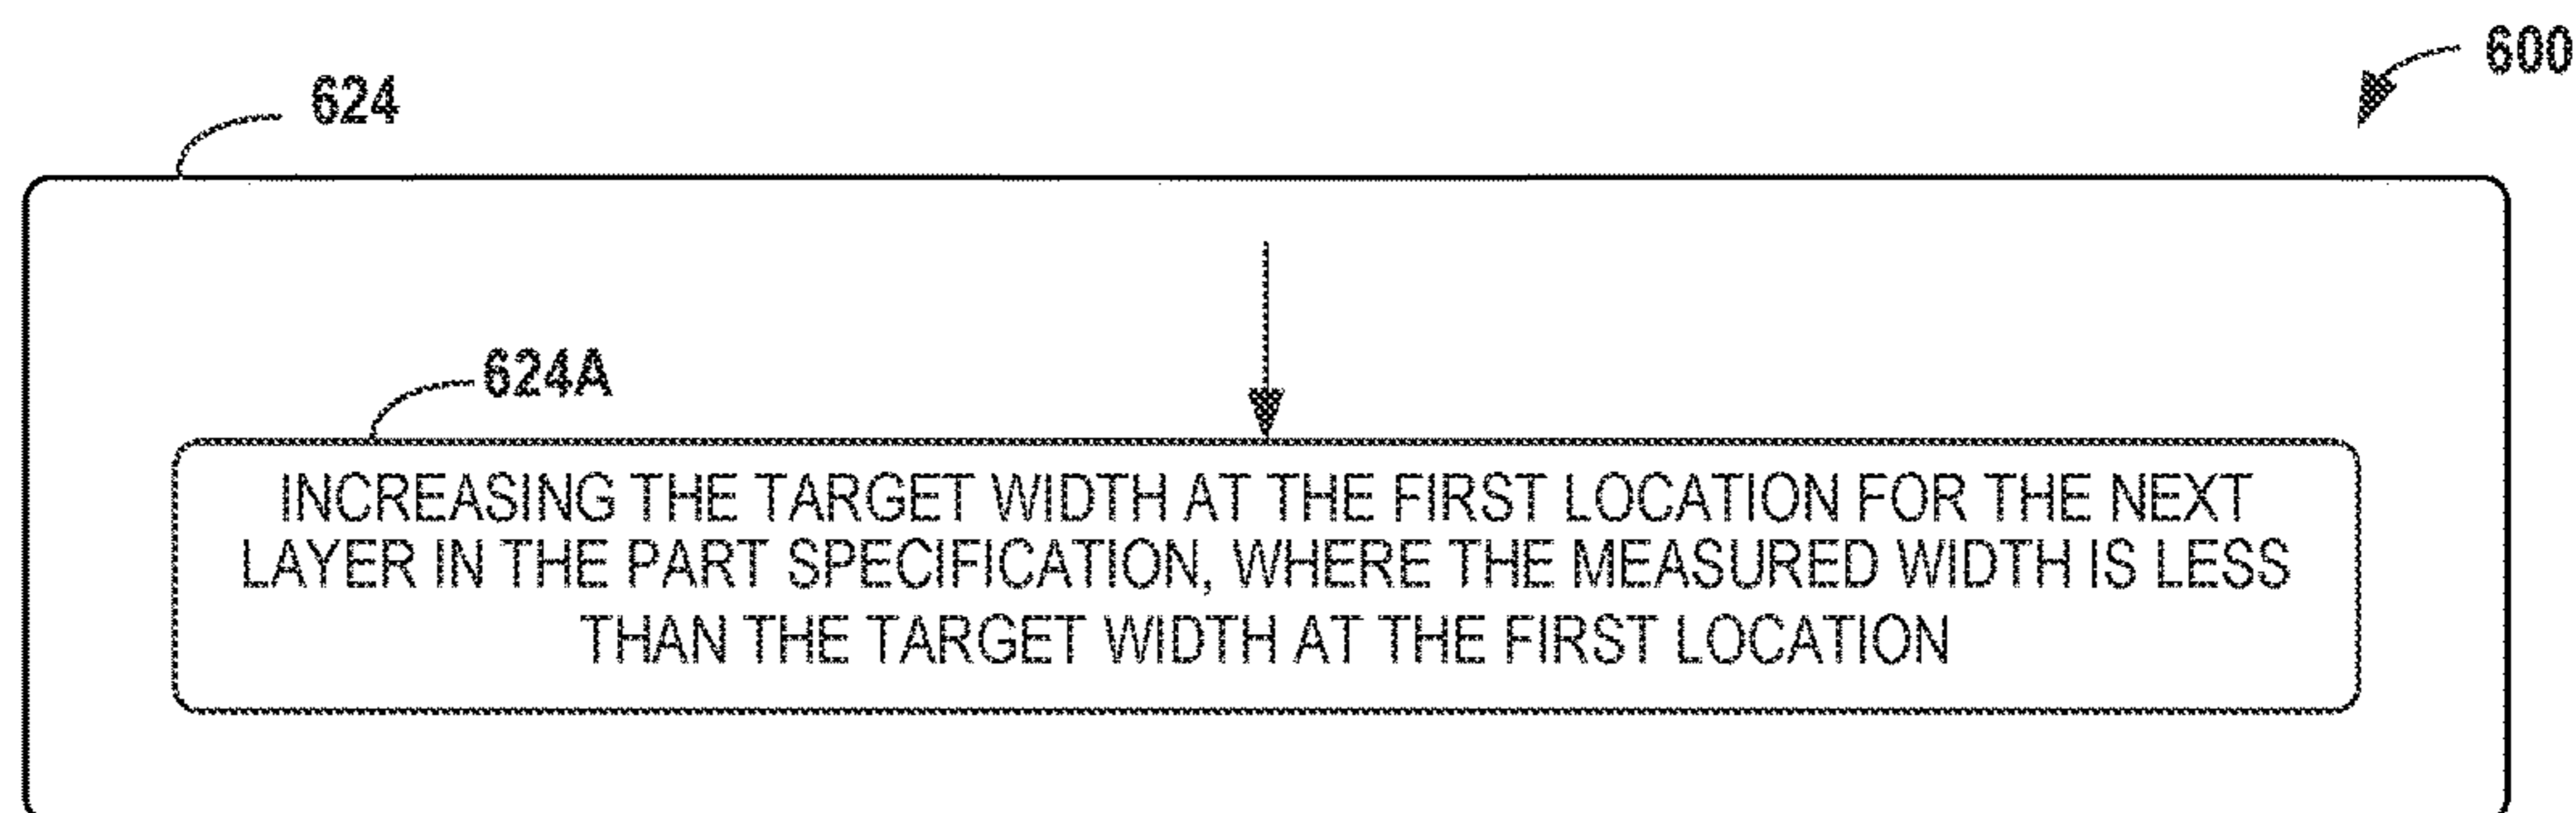 600
624
624A
INCREASING THE TARGET WIDTH AT THE FIRST LOCATION FOR THE NEXT
LAYER IN THE PART SPECIFICATION, WHERE THE MEASURED WIDTH IS LESS
THAN THE TARGET WIDTH AT THE FIRST LOCATION